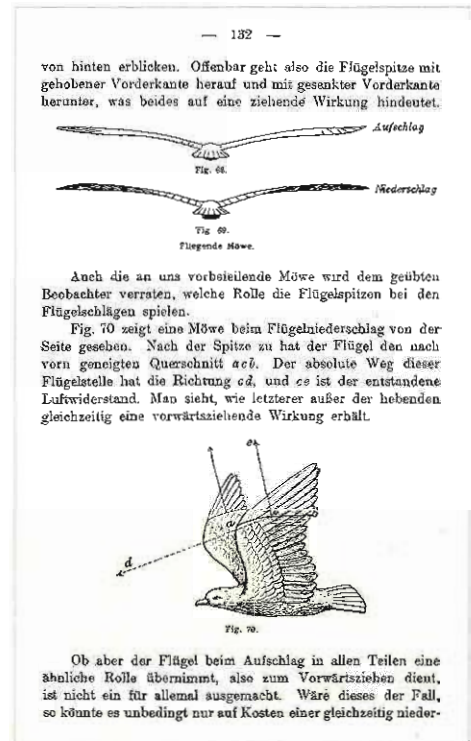 — 132 —
von hinten erblicken. Offenbar geht also die Flügelspitze mit
gehobener Vorderkante herauf und mit gesenkter Vorderkante
herunter, was beides auf eine ziehende Wirkung hindeutet.
Aufschlag
Fig. 68.
Niederschlag
Fig. 69.
Fliegende Möwe.
Auch die an uns vorbeieilende Möwe wird dem geübten
Beobachter verraten, welche Rolle die Flügelspitzen bei den
Flügelschlägen spielen.
Fig. 70 zeigt eine Möwe beim Flügelniederschlag von der
Seite gesehen. Nach der Spitze zu hat der Flügel den nach
vorn geneigten Querschnitt acb. Der absolute Weg dieser
Flügelstelle hat die Richtung cd, und ce ist der entstandene
Luftwiderstand. Man sieht, wie letzterer außer der hebenden
gleichzeitig eine vorwärtsziehende Wirkung erhält.
e
a
d
Fig. 70.
Ob aber der Flügel beim Aufschlag in allen Teilen eine
ähnliche Rolle übernimmt, also zum Vorwärtsziehen dient,
ist nicht ein für allemal ausgemacht. Wäre dieses der Fall,
so könnte es unbedingt nur auf Kosten einer gleichzeitig nieder-